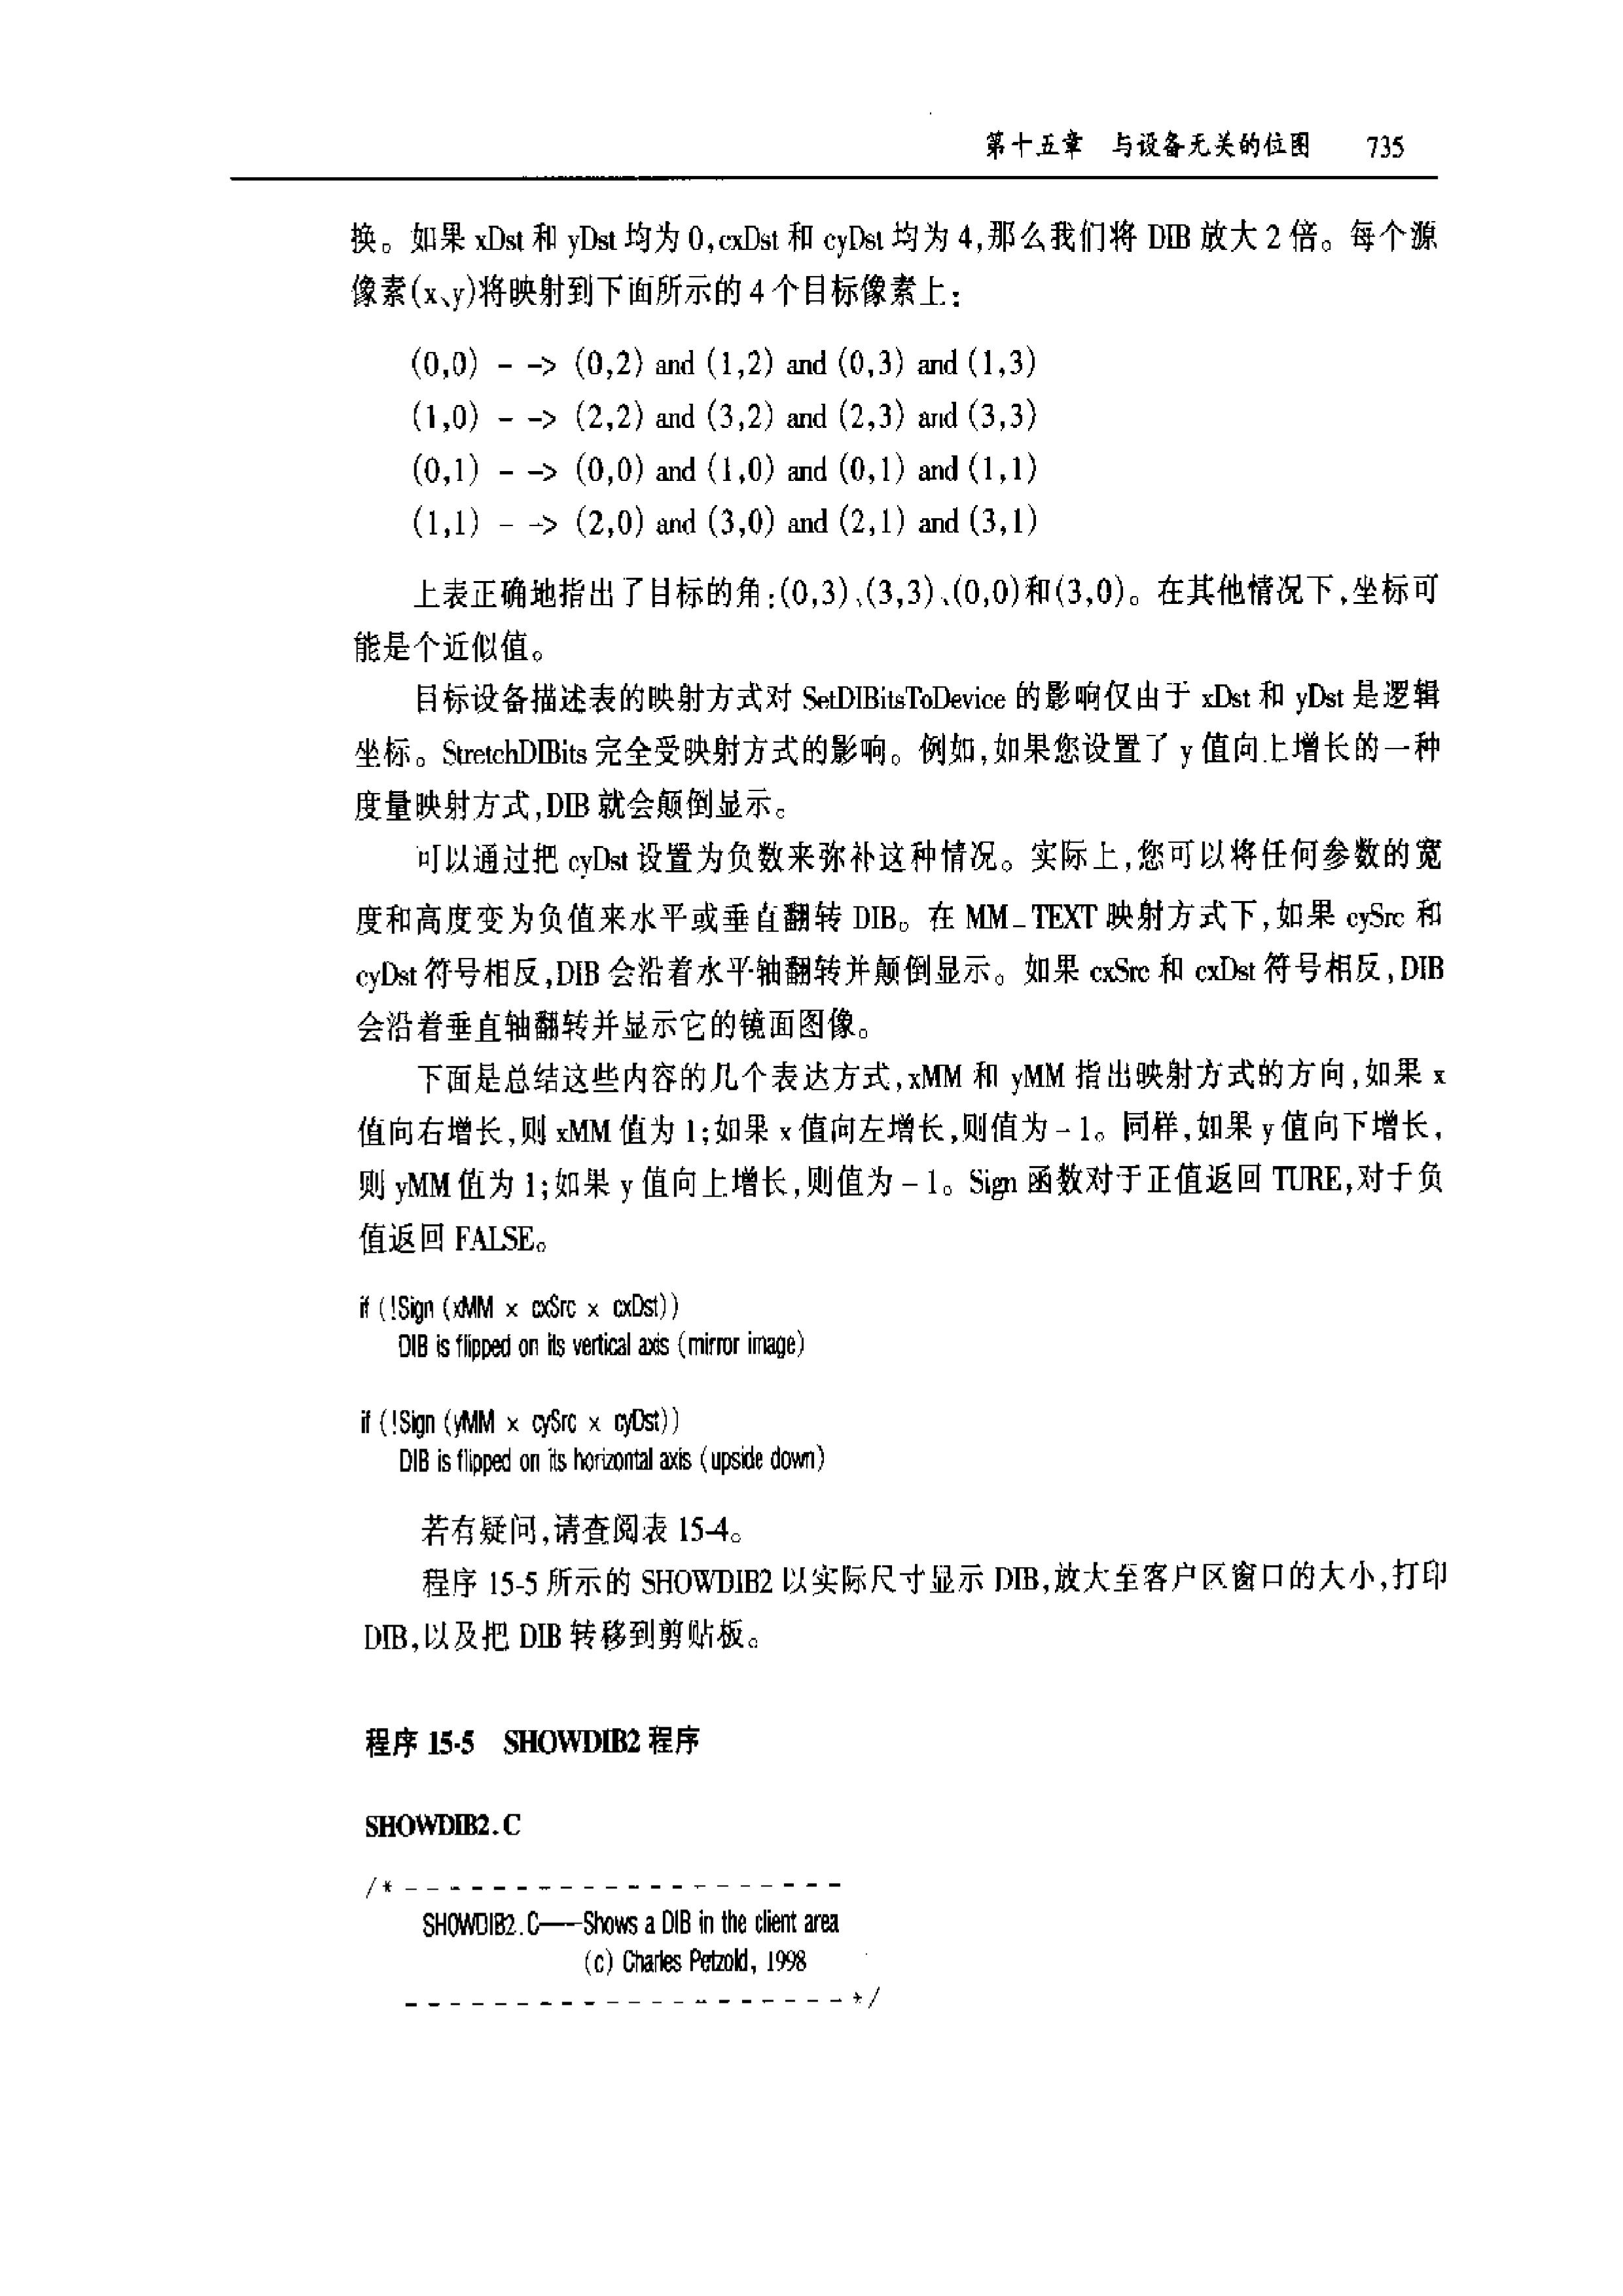 第十五章 与设备无关的位图 735
换。如果 xDst 和 yDst 均为 0,cxDst 和 cyDst 均为 4,那么我们将 DIB 放大 2 倍。每个源
像素(x、y)将映射到下面所示的 4 个目标像素上:
(0,0) - -> (0,2) and (1,2) and (0,3) and (1,3)
(1,0) - -> (2,2) and (3,2) and (2,3) and (3,3)
(0,1) - -> (0,0) and (1,0) and (0,1) and (1,1)
(1,1) - -> (2,0) and (3,0) and (2,1) and (3,1)
上表正确地指出了目标的角:(0,3)、(3,3)、(0,0)和(3,0)。在其他情况下,坐标可
能是个近似值。
目标设备描述表的映射方式对 SetDIBitsToDevice 的影响仅由于 xDst 和 yDst 是逻辑
坐标。StretchDIBits 完全受映射方式的影响。例如,如果您设置了 y 值向上增长的一种
度量映射方式,DIB 就会颠倒显示。
可以通过把 cyDst 设置为负数来弥补这种情况。实际上,您可以将任何参数的宽
度和高度变为负值来水平或垂直翻转 DIB。在 MM_TEXT 映射方式下,如果 cySrc 和
cyDst 符号相反,DIB 会沿着水平轴翻转并颠倒显示。如果 cxSrc 和 cxDst 符号相反,DIB
会沿着垂直轴翻转并显示它的镜面图像。
下面是总结这些内容的几个表达方式,xMM 和 yMM 指出映射方式的方向,如果 x
值向右增长,则 xMM 值为 1;如果 x 值向左增长,则值为 -1。同样,如果 y 值向下增长,
则 yMM 值为 1;如果 y 值向上增长,则值为 -1。Sign 函数对于正值返回 TURE,对于负
值返回 FALSE。
if (!Sign (xMM × cxSrc × cxDst))
DIB is flipped on its vertical axis (mirror image)
if (!Sign (yMM × cySrc × cyDst))
DIB is flipped on its horizontal axis (upside down)
若有疑问,请查阅表 15-4。
程序 15-5 所示的 SHOWDIB2 以实际尺寸显示 DIB,放大至客户区窗口的大小,打印
DIB,以及把 DIB 转移到剪贴板。
程序 15-5 SHOWDIB2 程序
SHOWDIB2.C
/* - - - - - - - - - - - - - - - - - - - -
SHOWDIB2.C——Shows a DIB in the client area
(c) Charles Petzold, 1998
- - - - - - - - - - - - - - - - - - - - */